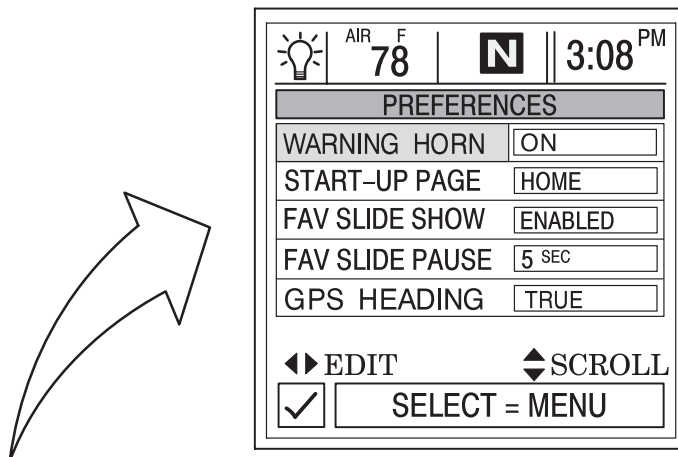 AIR F 78 N 3:08 PM
PREFERENCES
WARNING HORN ON
START–UP PAGE HOME
FAV SLIDE SHOW ENABLED
FAV SLIDE PAUSE 5 SEC
GPS HEADING TRUE
EDIT SCROLL
SELECT = MENU